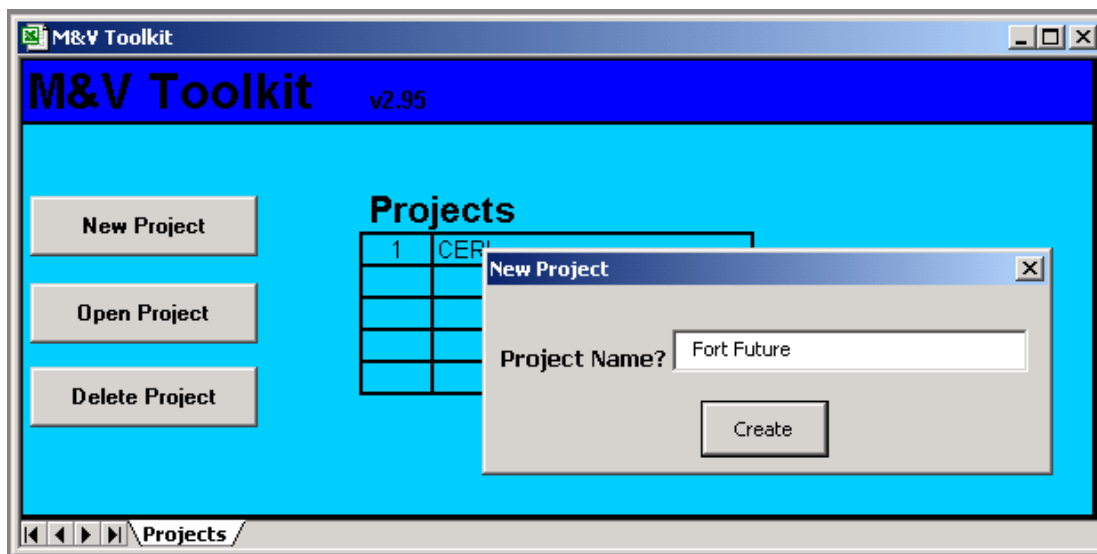 M&V Toolkit
M&V Toolkit v2.95
New Project
Open Project
Delete Project
Projects
1
New Project
Project Name? Fort Future
Create
Projects